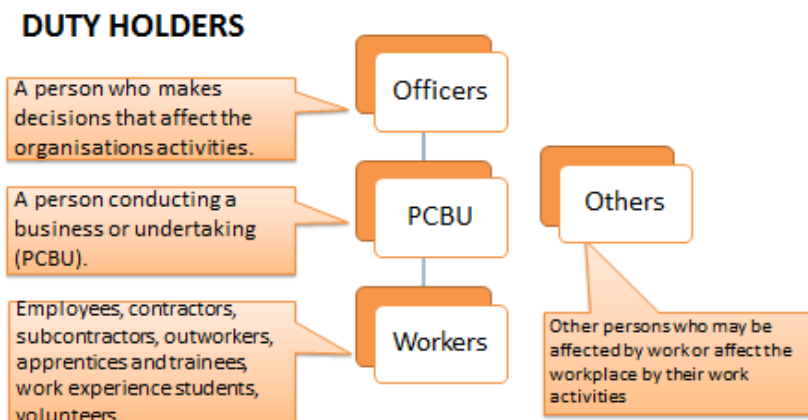 DUTY HOLDERS
A person who makes
decisions that affect the
organisations activities.
Officers
A person conducting a
business or undertaking
(PCBU).
PCBU
Others
Employees, contractors,
subcontractors, outworkers,
apprentices and trainees,
work experience students,
volunteers
Workers
Other persons who may be
affected by work or affect the
workplace by their work
activities